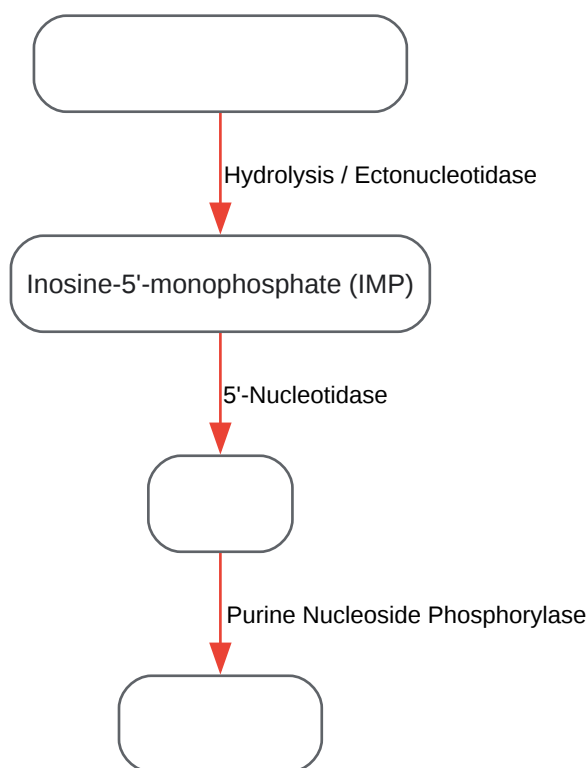 Hydrolysis / Ectonucleotidase
Inosine-5'-monophosphate (IMP)
5'-Nucleotidase
Purine Nucleoside Phosphorylase